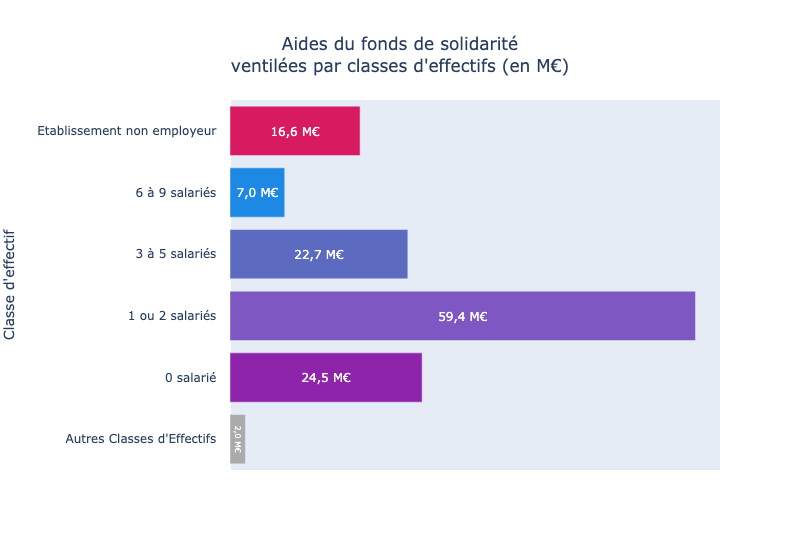 Aides du fonds de solidarité
ventilées par classes d'effectifs (en M€)
Classe d'effectif
Etablissement non employeur
16,6 M€
6 à 9 salariés
7,0 M€
3 à 5 salariés
22,7 M€
1 ou 2 salariés
59,4 M€
0 salarié
24,5 M€
Autres Classes d'Effectifs
2,0 M€